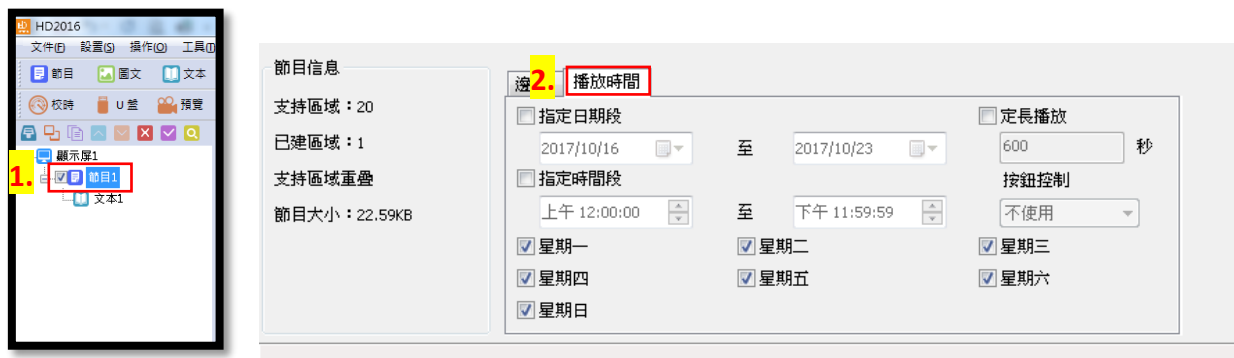 HD2016
文件(F) 設置(S) 操作(O) 工具(T
節目 圖文 文本
校時 U盤 預覽
顯示屏1
1. 節目1
文本1
節目信息
支持區域：20
已建區域：1
支持區域重疊
節目大小：22.59KB
邊 2. 播放時間
指定日期段 定長播放
2017/10/16 至 2017/10/23 600 秒
指定時間段 按鈕控制
上午 12:00:00 至 下午 11:59:59 不使用
星期一 星期二 星期三
星期四 星期五 星期六
星期日